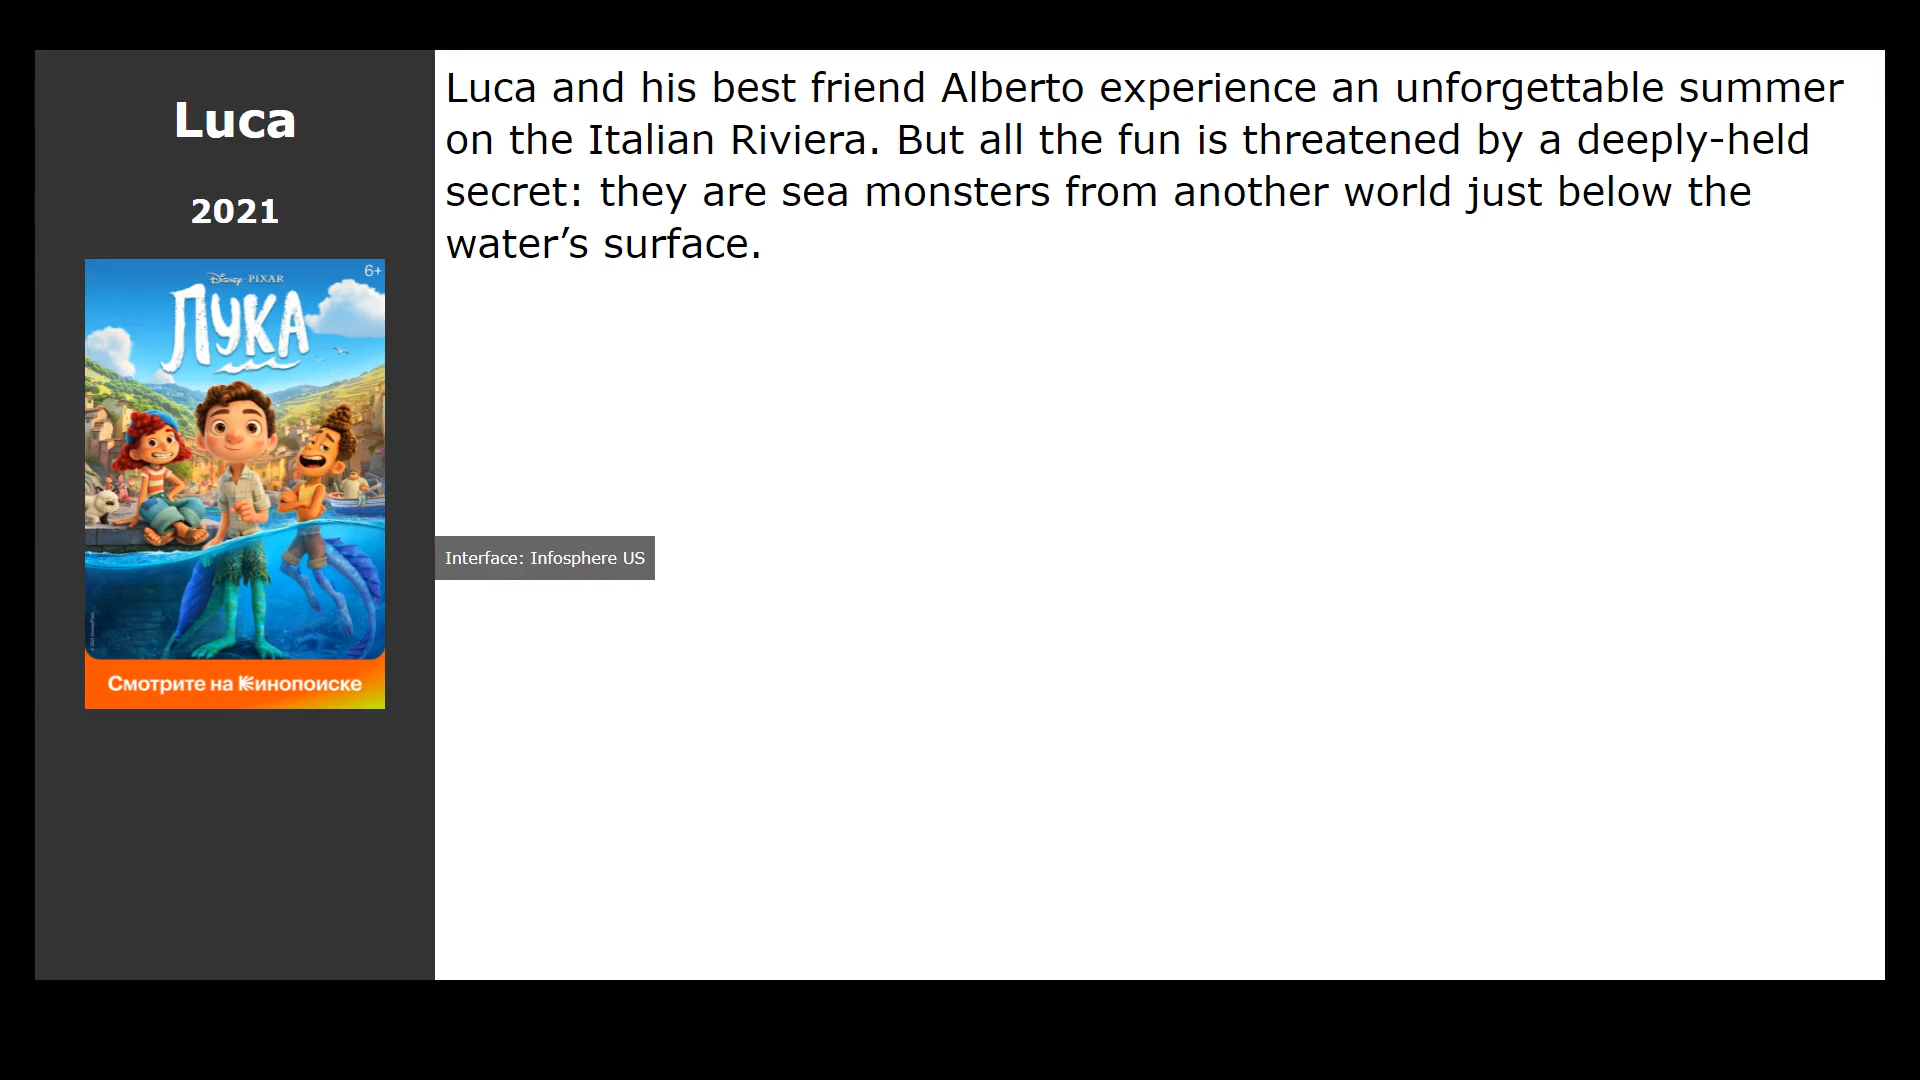 Luca
2021
6+
Disney PIXAR
ЛУКА
Смотрите на Кинопоиске
Luca and his best friend Alberto experience an unforgettable summer
on the Italian Riviera. But all the fun is threatened by a deeply-held
secret: they are sea monsters from another world just below the
water’s surface.
Interface: Infosphere US